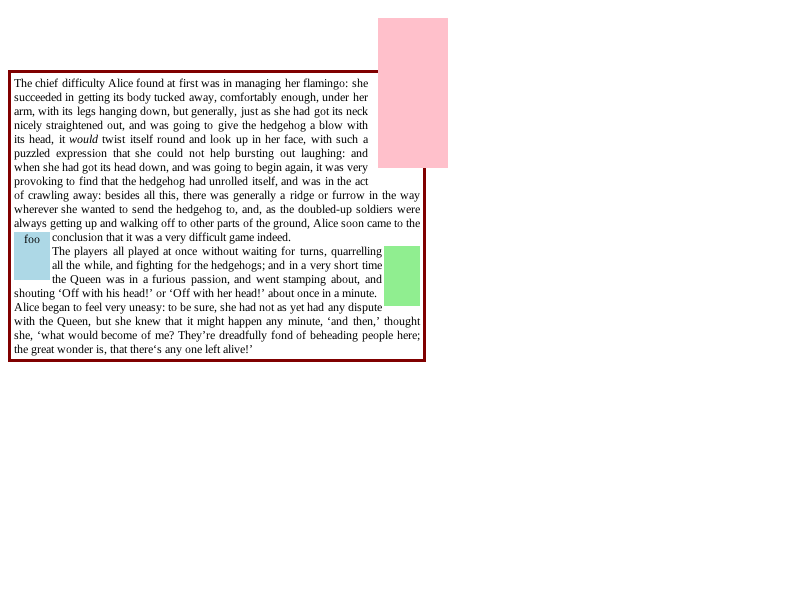 The chief difficulty Alice found at first was in managing her flamingo: she
succeeded in getting its body tucked away, comfortably enough, under her
arm, with its legs hanging down, but generally, just as she had got its neck
nicely straightened out, and was going to give the hedgehog a blow with
its head, it would twist itself round and look up in her face, with such a
puzzled expression that she could not help bursting out laughing: and
when she had got its head down, and was going to begin again, it was very
provoking to find that the hedgehog had unrolled itself, and was in the act
of crawling away: besides all this, there was generally a ridge or furrow in the way
wherever she wanted to send the hedgehog to, and, as the doubled-up soldiers were
always getting up and walking off to other parts of the ground, Alice soon came to the
foo
conclusion that it was a very difficult game indeed.
The players all played at once without waiting for turns, quarrelling
all the while, and fighting for the hedgehogs; and in a very short time
the Queen was in a furious passion, and went stamping about, and
shouting ‘Off with his head!’ or ‘Off with her head!’ about once in a minute.
Alice began to feel very uneasy: to be sure, she had not as yet had any dispute
with the Queen, but she knew that it might happen any minute, ‘and then,’ thought
she, ‘what would become of me? They’re dreadfully fond of beheading people here;
the great wonder is, that there‘s any one left alive!’